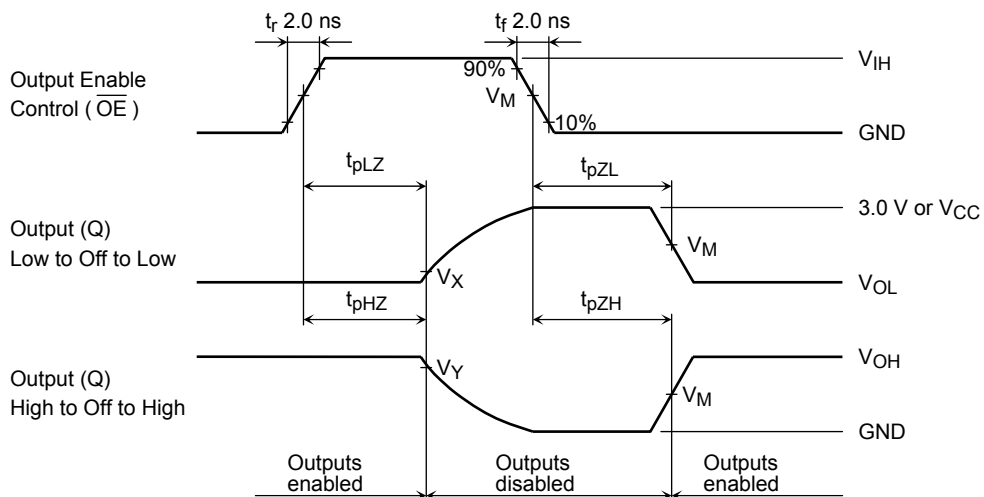 tr 2.0 ns
tf 2.0 ns
Output Enable
Control ( OE )
90%
VM
10%
VIH
GND
tpLZ
tpZL
Output (Q)
Low to Off to Low
VX
VM
3.0 V or VCC
VOL
tpHZ
tpZH
Output (Q)
High to Off to High
VY
VM
VOH
GND
Outputs
enabled
Outputs
disabled
Outputs
enabled